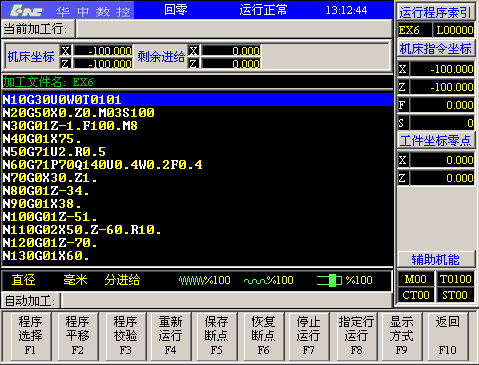 CNC 华中数控 回零 运行正常 13:12:44 运行程序索引
当前加工行: EX6 L00000
机床坐标 X -100.000 Z -100.000 剩余进给 X 0.000 Z 0.000
机床指令坐标
X -100.000
Z -100.000
F 0.000
S 0
工件坐标零点
X 0.000
Z 0.000
加工文件名: EX6
N10G30U0W0T0101
N20G50X0.Z0.M03S100
N30G01Z-1.F100.M8
N40G01X75.
N50G71U2.R0.5
N60G71P70Q140U0.4W0.2F0.4
N70G0X30.Z1.
N80G01Z-34.
N90G01X38.
N100G01Z-51.
N110G02X50.Z-60.R10.
N120G01Z-70.
N130G01X60.
辅助机能
M00 T0100
CT00 ST00
直径 毫米 分进给 %100 %100 %100
自动加工:
程序选择 F1
程序平移 F2
程序校验 F3
重新运行 F4
保存断点 F5
恢复断点 F6
停止运行 F7
指定行运行 F8
显示方式 F9
返回 F10